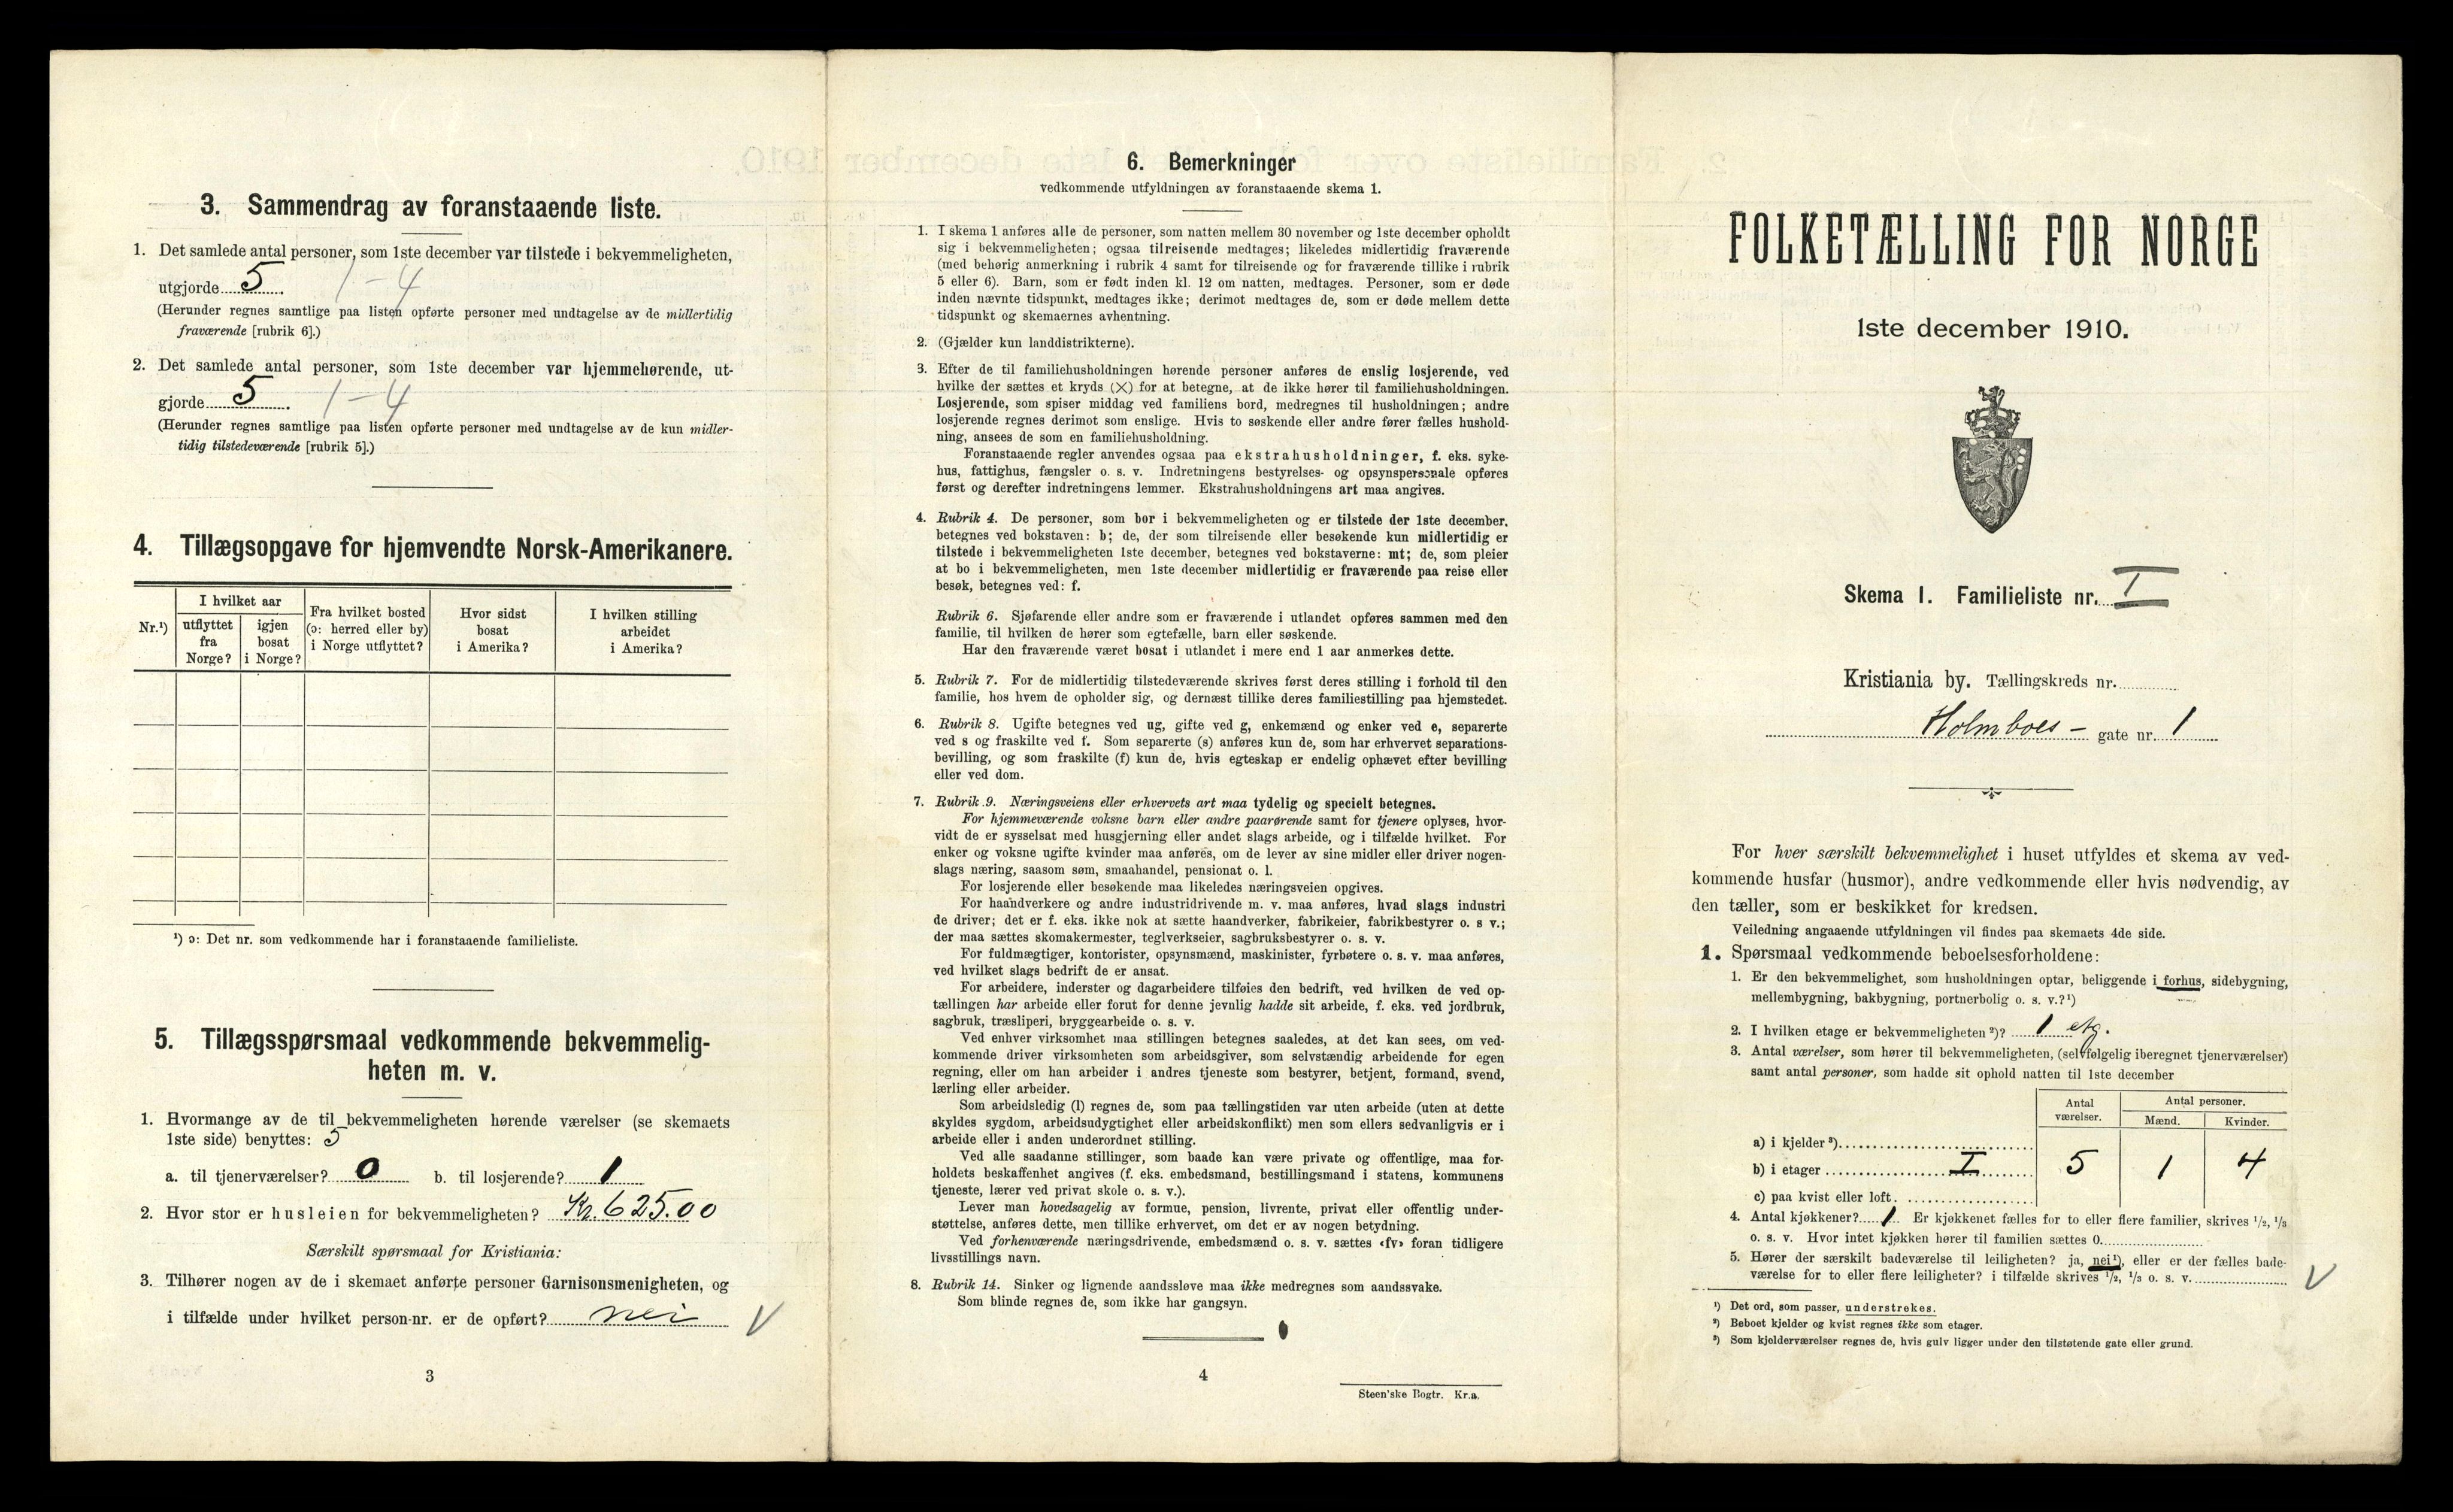 3. Sammendrag av foranstaaende liste.
1. Det samlede antal personer, som 1ste december var tilstede i bekvemmeligheten,
utgjorde 5. 1 – 4
(Herunder regnes samtlige paa listen opførte personer med undtagelse av de midlertidig
fraværende [rubrik 6].)
2. Det samlede antal personer, som 1ste december var hjemmehørende, ut-
gjorde 5. 1 – 4
(Herunder regnes samtlige paa listen opførte personer med undtagelse av de kun midler-
tidig tilstedeværende [rubrik 5].)
4. Tillægsopgave for hjemvendte Norsk-Amerikanere.
Nr.¹)
I hvilket aar
utflyttet fra Norge?
igjen bosat i Norge?
Fra hvilket bosted (ɔ: herred eller by) i Norge utflyttet?
Hvor sidst bosat i Amerika?
I hvilken stilling arbeidet i Amerika?
¹) ɔ: Det nr. som vedkommende har i foranstaaende familieliste.
5. Tillægsspørsmaal vedkommende bekvemmelig-
heten m. v.
1. Hvormange av de til bekvemmeligheten hørende værelser (se skemaets
1ste side) benyttes: 5
a. til tjenerværelser? 0 b. til losjerende? 1
2. Hvor stor er husleien for bekvemmeligheten? Kr. 625.00
Særskilt spørsmaal for Kristiania:
3. Tilhører nogen av de i skemaet anførte personer Garnisonsmenigheten, og
i tilfælde under hvilket person-nr. er de opført? nei
3
6. Bemerkninger
vedkommende utfyldningen av foranstaaende skema 1.
1. I skema 1 anføres alle de personer, som natten mellem 30 november og 1ste december opholdt
sig i bekvemmeligheten; ogsaa tilreisende medtages; likeledes midlertidig fraværende
(med behørig anmerkning i rubrik 4 samt for tilreisende og for fraværende tillike i rubrik
5 eller 6). Barn, som er født inden kl. 12 om natten, medtages. Personer, som er døde
inden nævnte tidspunkt, medtages ikke; derimot medtages de, som er døde mellem dette
tidspunkt og skemaernes avhentning.
2. (Gjælder kun landdistrikterne).
3. Efter de til familiehusholdningen hørende personer anføres de enslig losjerende, ved
hvilke der sættes et kryds (×) for at betegne, at de ikke hører til familiehusholdningen.
Losjerende, som spiser middag ved familiens bord, medregnes til husholdningen; andre
losjerende regnes derimot som enslige. Hvis to søskende eller andre fører fælles hushold-
ning, ansees de som en familiehusholdning.
Foranstaaende regler anvendes ogsaa paa ekstrahusholdninger, f. eks. syke-
hus, fattighus, fængsler o. s. v. Indretningens bestyrelses- og opsynspersonale opføres
først og derefter indretningens lemmer. Ekstrahusholdningens art maa angives.
4. Rubrik 4. De personer, som bor i bekvemmeligheten og er tilstede der 1ste december,
betegnes ved bokstaven: b; de, der som tilreisende eller besøkende kun midlertidig er
tilstede i bekvemmeligheten 1ste december, betegnes ved bokstaverne: mt; de, som pleier
at bo i bekvemmeligheten, men 1ste december midlertidig er fraværende paa reise eller
besøk, betegnes ved: f.
Rubrik 6. Sjøfarende eller andre som er fraværende i utlandet opføres sammen med den
familie, til hvilken de hører som egtefælle, barn eller søskende.
Har den fraværende været bosat i utlandet i mere end 1 aar anmerkes dette.
5. Rubrik 7. For de midlertidig tilstedeværende skrives først deres stilling i forhold til den
familie, hos hvem de opholder sig, og dernæst tillike deres familiestilling paa hjemstedet.
6. Rubrik 8. Ugifte betegnes ved ug, gifte ved g, enkemænd og enker ved e, separerte
ved s og fraskilte ved f. Som separerte (s) anføres kun de, som har erhvervet separations-
bevilling, og som fraskilte (f) kun de, hvis egteskap er endelig ophævet efter bevilling
eller ved dom.
7. Rubrik 9. Næringsveiens eller erhvervets art maa tydelig og specielt betegnes.
For hjemmeværende voksne barn eller andre paarørende samt for tjenere oplyses, hvor-
vidt de er sysselsat med husgjerning eller andet slags arbeide, og i tilfælde hvilket. For
enker og voksne ugifte kvinder maa anføres, om de lever av sine midler eller driver nogen-
slags næring, saasom søm, smaahandel, pensionat o. l.
For losjerende eller besøkende maa likeledes næringsveien opgives.
For haandverkere og andre industridrivende m. v. maa anføres, hvad slags industri
de driver; det er f. eks. ikke nok at sætte haandverker, fabrikeier, fabrikbestyrer o. s v.;
der maa sættes skomakermester, teglverkseier, sagbruksbestyrer o. s. v.
For fuldmægtiger, kontorister, opsynsmænd, maskinister, fyrbøtere o. s. v. maa anføres,
ved hvilket slags bedrift de er ansat.
For arbeidere, inderster og dagarbeidere tilføies den bedrift, ved hvilken de ved op-
tællingen har arbeide eller forut for denne jevnlig hadde sit arbeide, f. eks. ved jordbruk,
sagbruk, træsliperi, bryggearbeide o. s. v.
Ved enhver virksomhet maa stillingen betegnes saaledes, at det kan sees, om ved-
kommende driver virksomheten som arbeidsgiver, som selvstændig arbeidende for egen
regning, eller om han arbeider i andres tjeneste som bestyrer, betjent, formand, svend,
lærling eller arbeider.
Som arbeidsledig (l) regnes de, som paa tællingstiden var uten arbeide (uten at dette
skyldes sygdom, arbeidsudygtighet eller arbeidskonflikt) men som ellers sedvanligvis er i
arbeide eller i anden underordnet stilling.
Ved alle saadanne stillinger, som baade kan være private og offentlige, maa for-
holdets beskaffenhet angives (f. eks. embedsmand, bestillingsmand i statens, kommunens
tjeneste, lærer ved privat skole o. s. v.).
Lever man hovedsagelig av formue, pension, livrente, privat eller offentlig under-
støttelse, anføres dette, men tillike erhvervet, om det er av nogen betydning.
Ved forhenværende næringsdrivende, embedsmænd o. s. v. sættes «fv» foran tidligere
livsstillings navn.
8. Rubrik 14. Sinker og lignende aandssløve maa ikke medregnes som aandssvake.
Som blinde regnes de, som ikke har gangsyn.
4
Steen'ske Bogtr. Kr.a.
FOLKETÆLLING FOR NORGE
1ste december 1910.
Skema 1. Familieliste nr. I
Kristiania by. Tællingskreds nr.
Holmboes – gate nr. 1
For hver særskilt bekvemmelighet i huset utfyldes et skema av ved-
kommende husfar (husmor), andre vedkommende eller hvis nødvendig, av
den tæller, som er beskikket for kredsen.
Veiledning angaaende utfyldningen vil findes paa skemaets 4de side.
1. Spørsmaal vedkommende beboelsesforholdene:
1. Er den bekvemmelighet, som husholdningen optar, beliggende i forhus, sidebygning,
mellembygning, bakbygning, portnerbolig o. s. v.?¹)
2. I hvilken etage er bekvemmeligheten ²)? 1 etg.
3. Antal værelser, som hører til bekvemmeligheten, (selvfølgelig iberegnet tjenerværelser)
samt antal personer, som hadde sit ophold natten til 1ste december
Antal værelser. Antal personer.
Mænd. Kvinder.
a) i kjelder ³)
b) i etager I 5 1 4
c) paa kvist eller loft.
4. Antal kjøkkener? 1 Er kjøkkenet fælles for to eller flere familier, skrives 1/2, 1/3
o. s. v. Hvor intet kjøkken hører til familien sættes 0.
5. Hører der særskilt badeværelse til leiligheten? ja, nei ¹), eller er der fælles bade-
værelse for to eller flere leiligheter? i tilfælde skrives 1/2, 1/3 o. s. v.
¹) Det ord, som passer, understrekes.
²) Beboet kjelder og kvist regnes ikke som etager.
³) Som kjelderværelser regnes de, hvis gulv ligger under den tilstøtende gate eller grund.